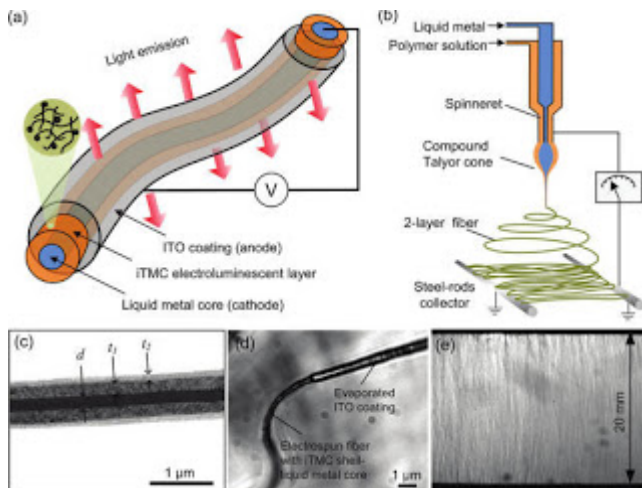 (a)
Light emission
V
ITO coating (anode)
iTMC electroluminescent layer
Liquid metal core (cathode)
(b)
Liquid metal
Polymer solution
Spinneret
Compound
Talyor cone
2-layer fiber
Steel-rods
collector
(c)
d
t₁
t₂
1 μm
(d)
Evaporated
ITO coating
Electrospun fiber
with iTMC shell-
liquid metal core
1 μm
(e)
20 mm